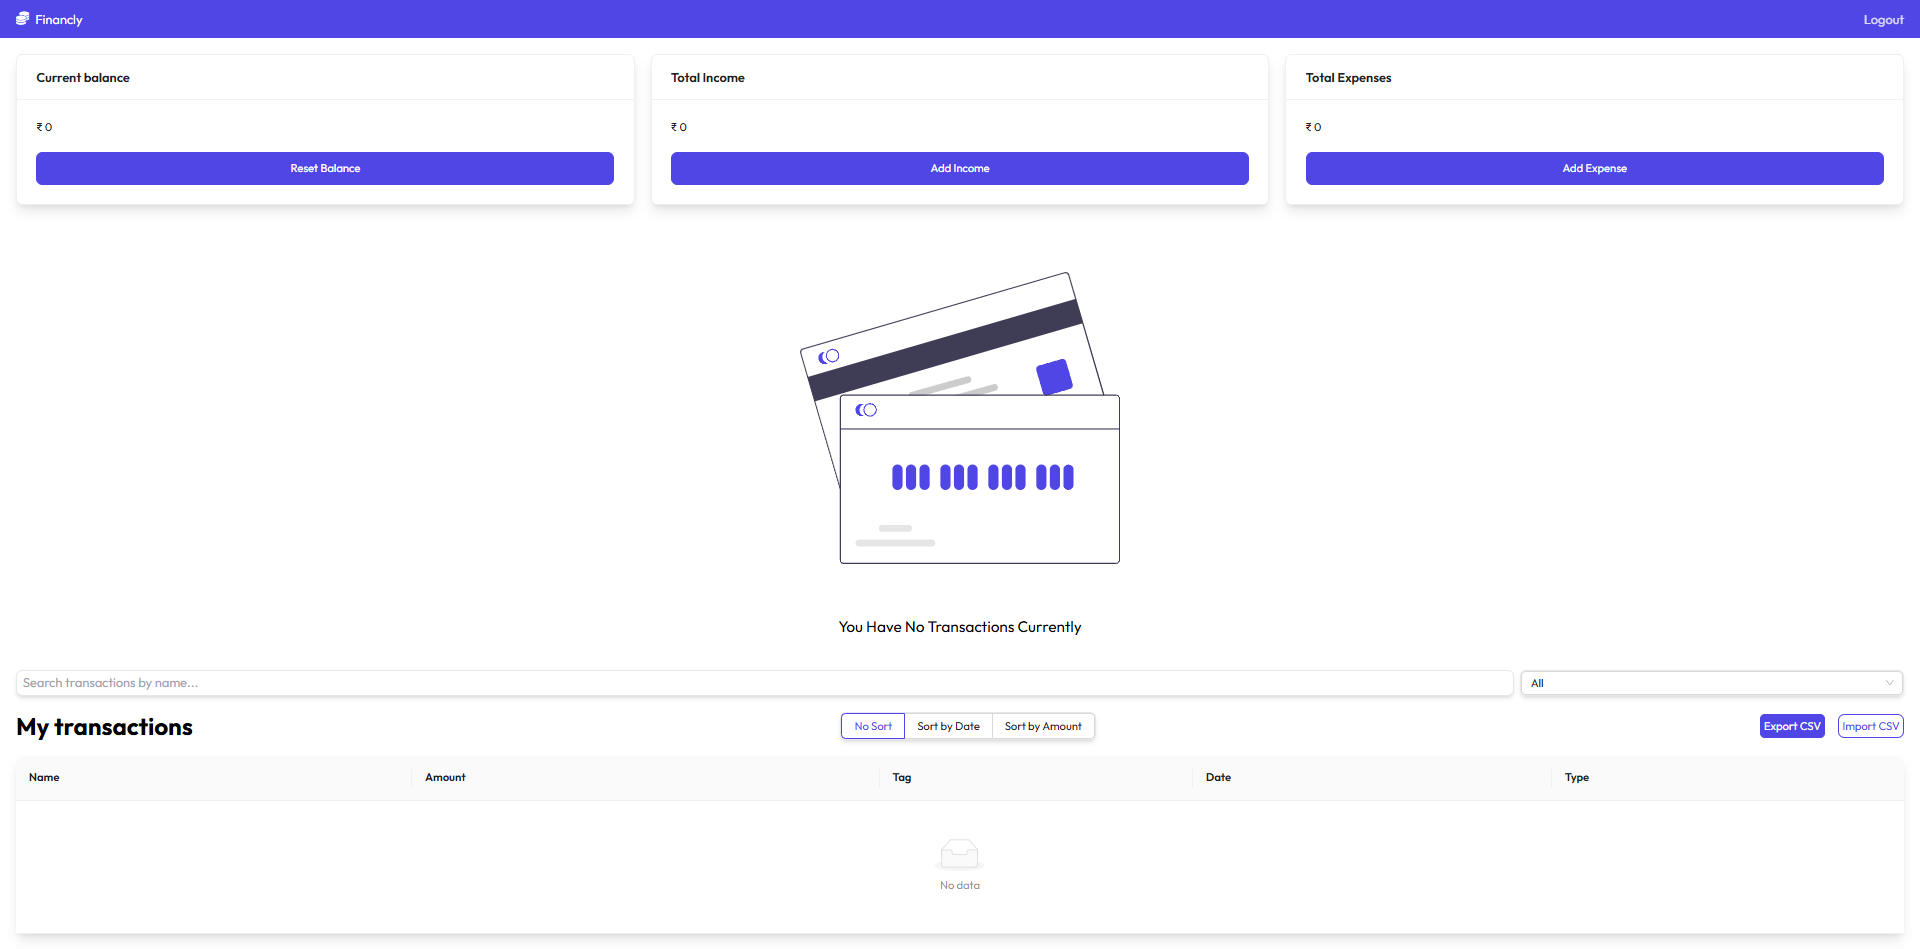 Financly
Logout
Current balance
₹ 0
Reset Balance
Total Income
₹ 0
Add Income
Total Expenses
₹ 0
Add Expense
You Have No Transactions Currently
Search transactions by name...
All
My transactions
No Sort
Sort by Date
Sort by Amount
Export CSV
Import CSV
Name
Amount
Tag
Date
Type
No data